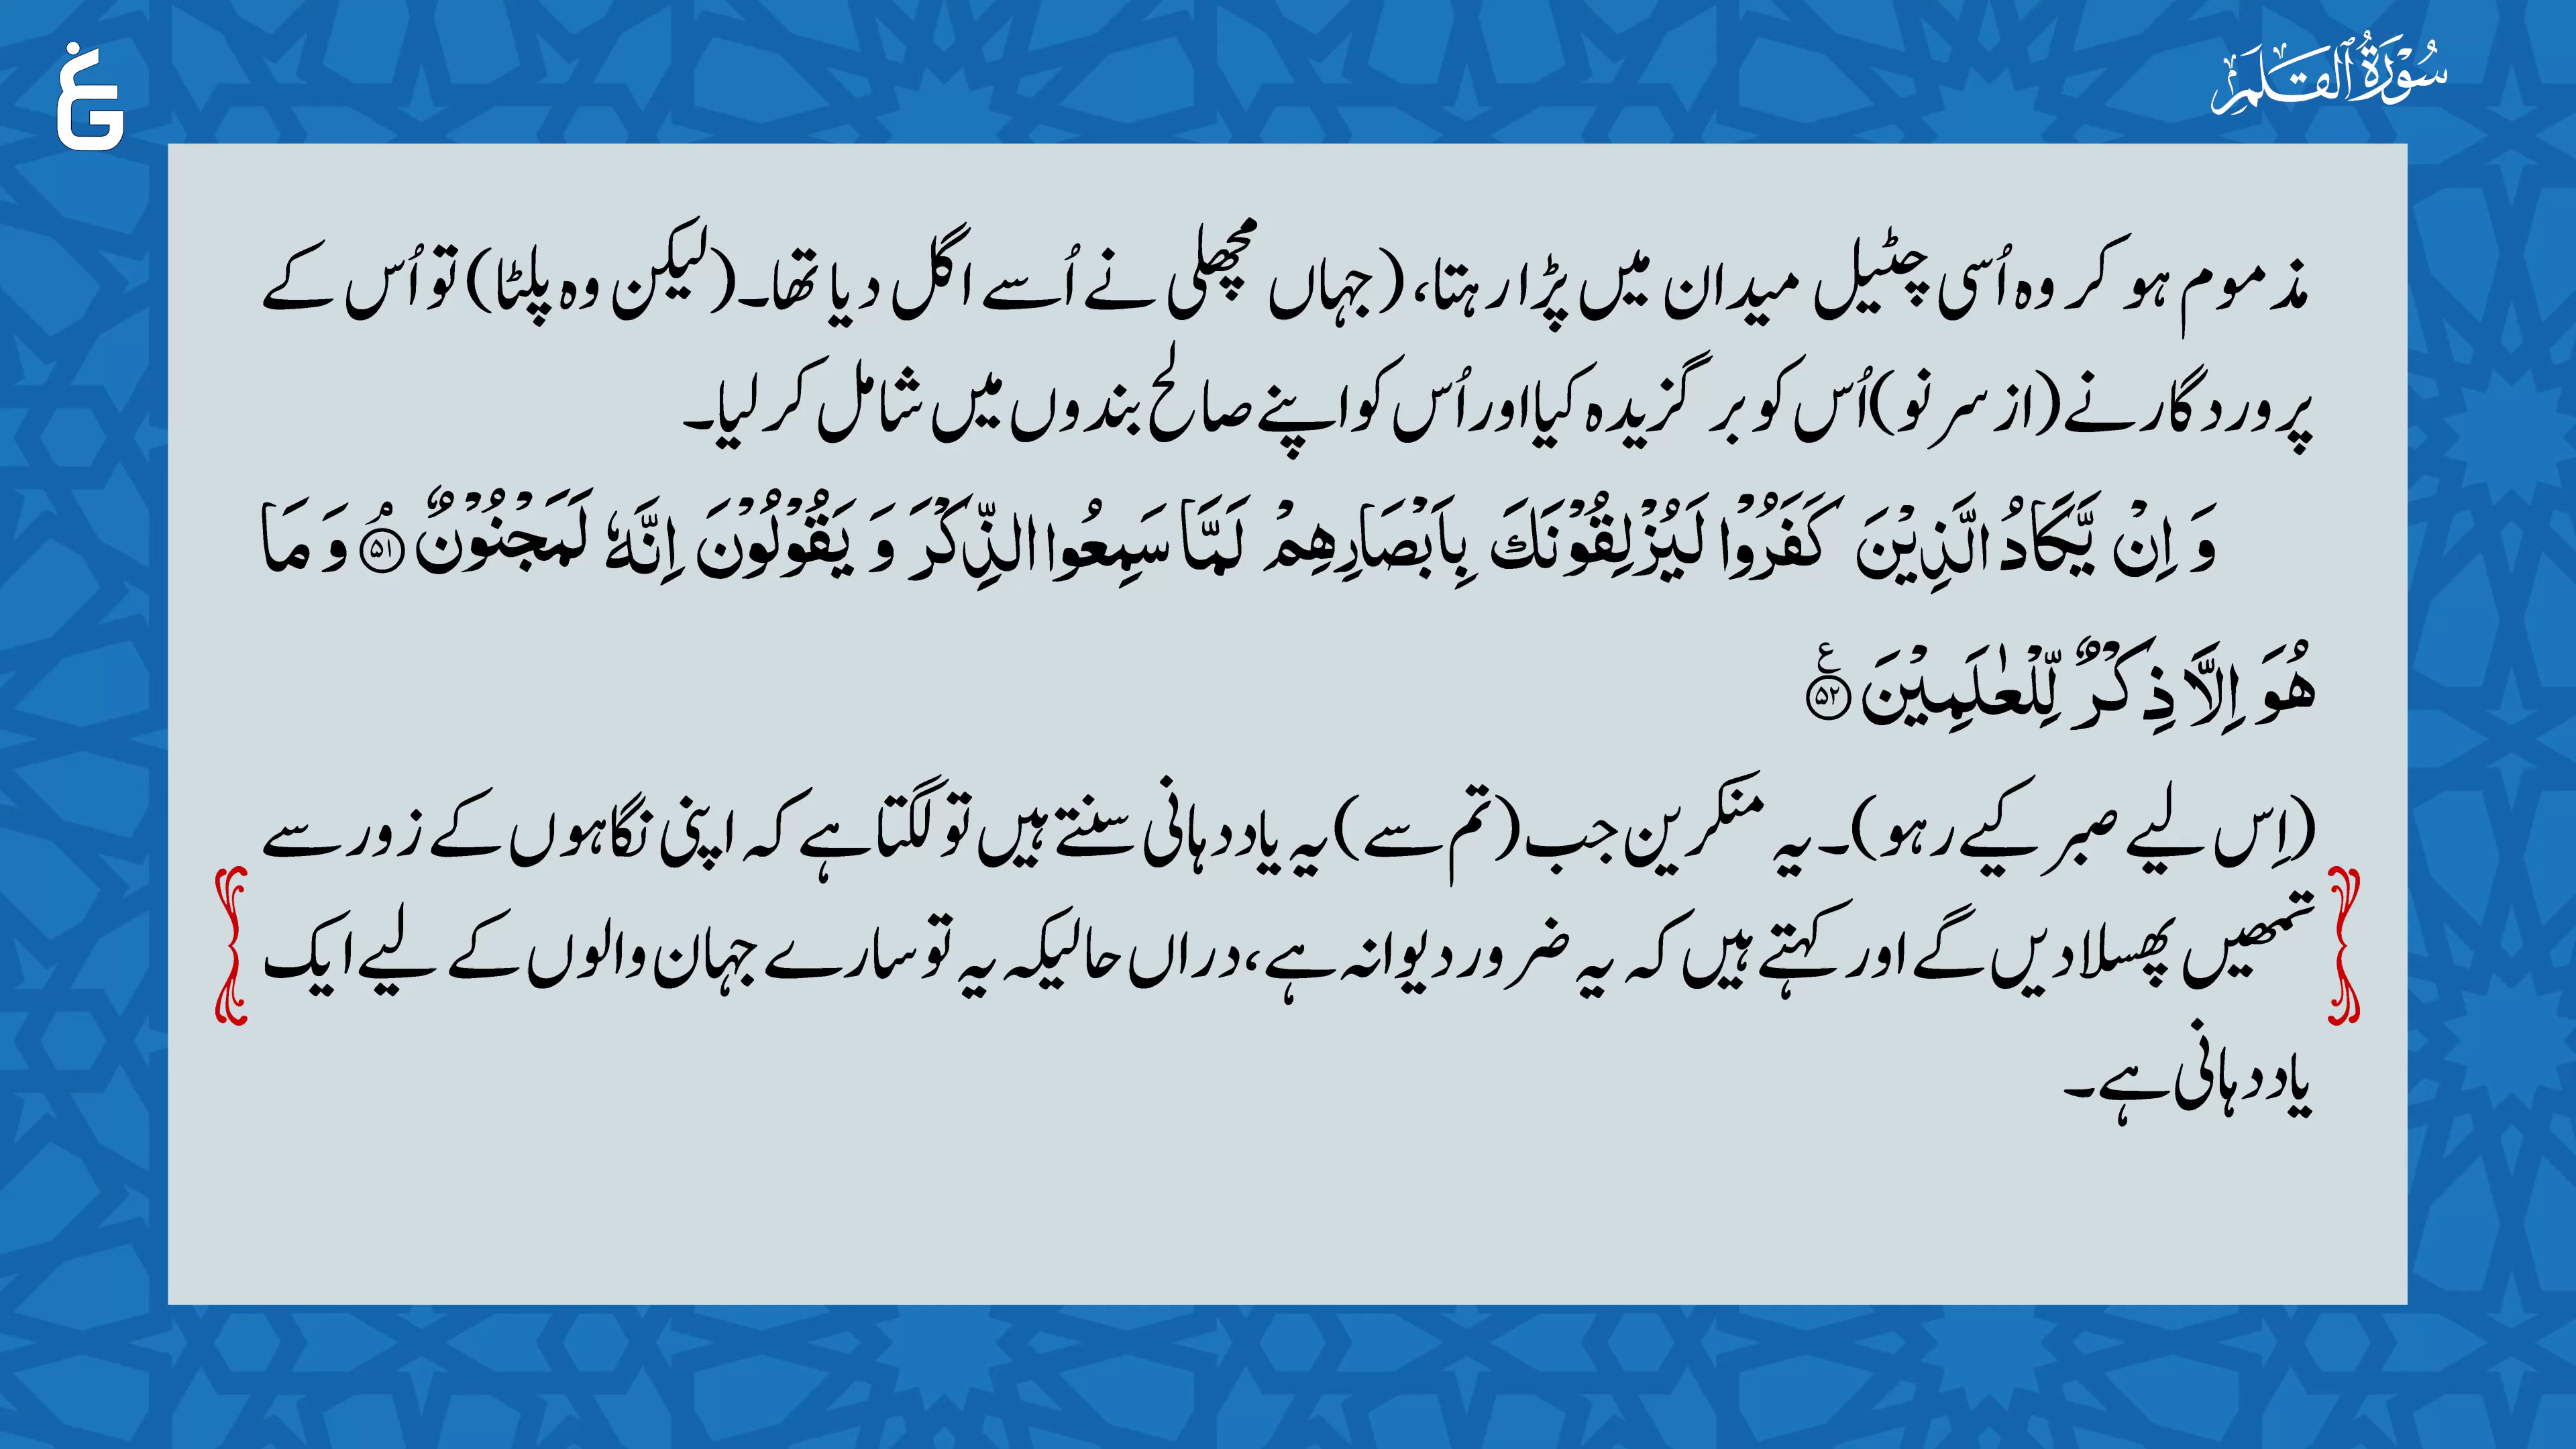 سُوْرَةُ الْقَلَمِ
غ
G
مذموم ہو کر وہ اُسی چٹیل میدان میں پڑا رہتا، (جہاں مچھلی نے اُسے اگل دیا تھا۔ (لیکن وہ پلٹا) تو اُس کے
پروردگار نے (از سر نو) اُس کو برگزیدہ کیا اور اُس کو اپنے صالح بندوں میں شامل کر لیا۔
وَ اِنْ يَّكَادُ الَّذِيْنَ كَفَرُوْا لَيُزْلِقُوْنَكَ بِاَبْصَارِهِمْ لَمَّا سَمِعُوا الذِّكْرَ وَ يَقُوْلُوْنَ اِنَّهٗ لَمَجْنُوْنٌ ۘ۝۵۱ وَ مَا
هُوَ اِلَّا ذِكْرٌ لِّلْعٰلَمِيْنَ ۝۵۲ ع
(اِس لیے صبر کیے رہو)۔ یہ منکرین جب (تم سے) یہ یاددہانی سنتے ہیں تو لگتا ہے کہ اپنی نگاہوں کے زور سے
تمھیں پھسلا دیں گے اور کہتے ہیں کہ یہ ضرور دیوانہ ہے، دراں حالیکہ یہ تو سارے جہان والوں کے لیے ایک
یاددہانی ہے۔